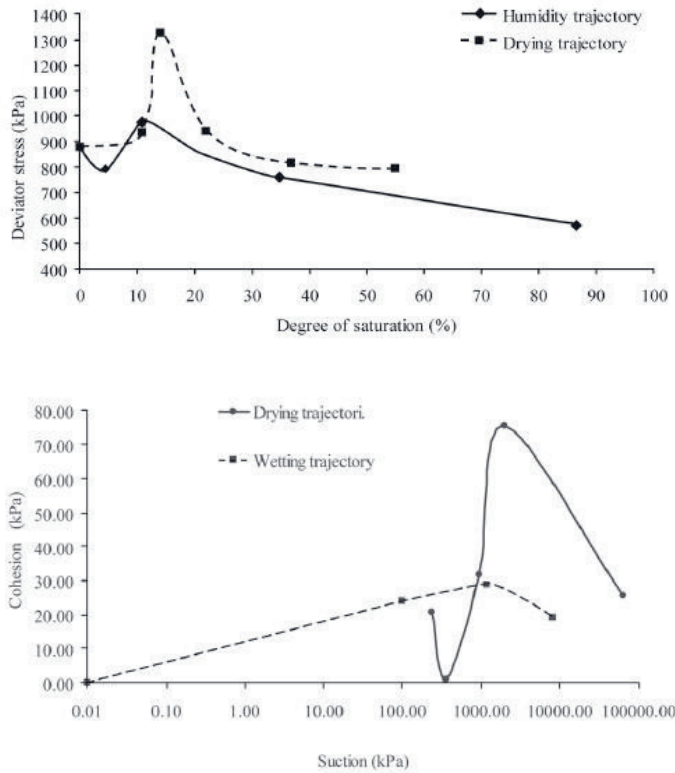 1400
1300
1200
1100
1000
900
800
700
600
500
400
Deviator stress (kPa)
Humidity trajectory
Drying trajectory
0 10 20 30 40 50 60 70 80 90 100
Degree of saturation (%)
80.00
70.00
60.00
50.00
40.00
30.00
20.00
10.00
0.00
Cohesion (kPa)
Drying trajectori.
Wetting trajectory
0.01 0.10 1.00 10.00 100.00 1000.00 10000.00 100000.00
Suction (kPa)